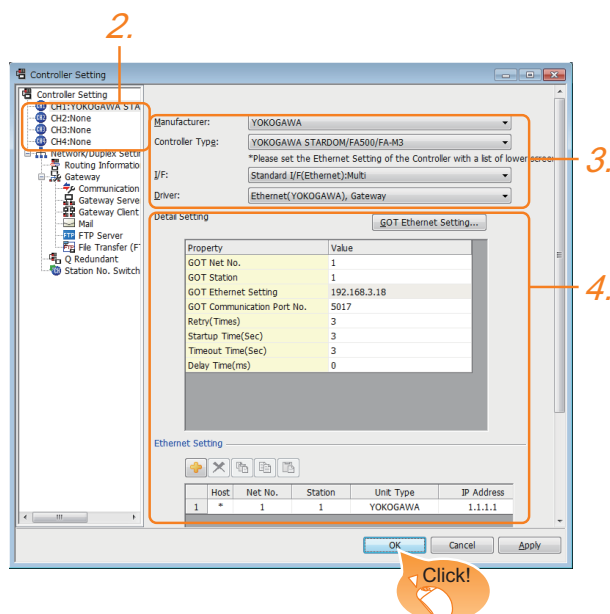 2.
Controller Setting
Controller Setting
CH1:YOKOGAWA STA
CH2:None
CH3:None
CH4:None
Network/Duplex Settin
Routing Informatio
Gateway
Communication
Gateway Serve
Gateway Client
Mail
FTP Server
File Transfer (F
Q Redundant
Station No. Switch
Manufacturer: YOKOGAWA
Controller Type: YOKOGAWA STARDOM/FA500/FA-M3
*Please set the Ethernet Setting of the Controller with a list of lower screen
I/F: Standard I/F(Ethernet):Multi
Driver: Ethernet(YOKOGAWA), Gateway
3.
Detail Setting
GOT Ethernet Setting...
Property Value
GOT Net No. 1
GOT Station 1
GOT Ethernet Setting 192.168.3.18
GOT Communication Port No. 5017
Retry(Times) 3
Startup Time(Sec) 3
Timeout Time(Sec) 3
Delay Time(ms) 0
4.
Ethernet Setting
Host Net No. Station Unit Type IP Address
1 * 1 1 YOKOGAWA 1.1.1.1
OK Cancel Apply
Click!